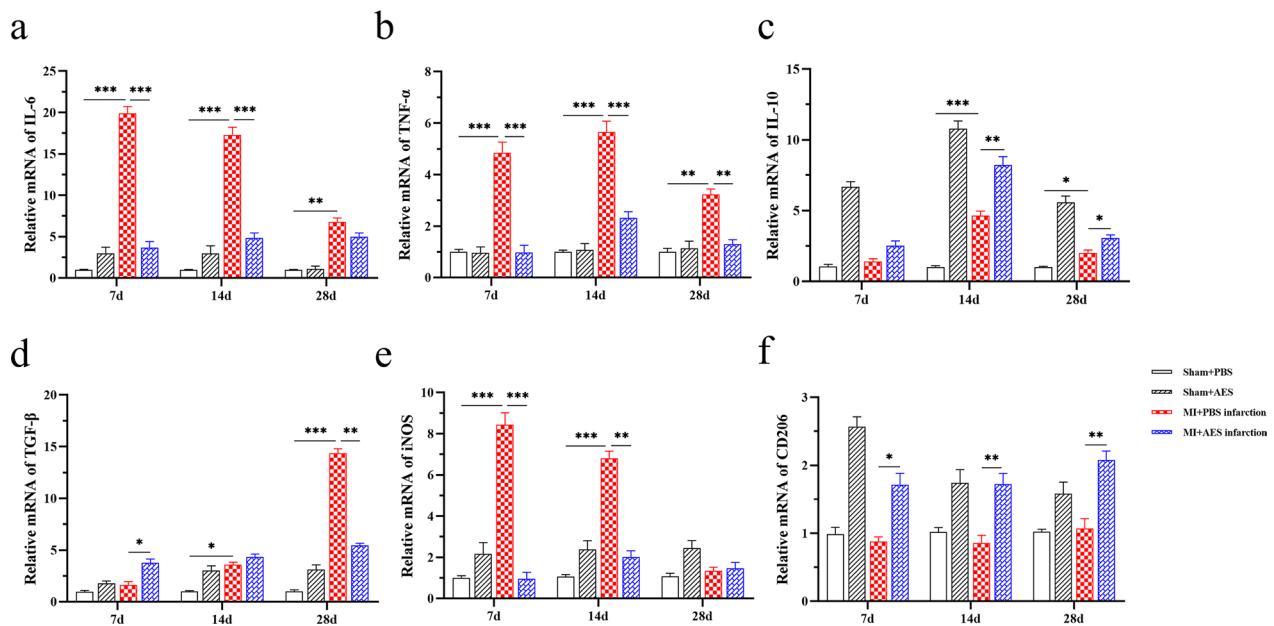 a
Relative mRNA of IL-6
25
20
15
10
5
0
*** ***
*** ***
**
7d 14d 28d
b
Relative mRNA of TNF-α
8
6
4
2
0
*** ***
*** ***
** **
7d 14d 28d
c
Relative mRNA of IL-10
15
10
5
0
***
**
*
*
7d 14d 28d
d
Relative mRNA of TGF-β
20
15
10
5
0
*
*
*** **
7d 14d 28d
e
Relative mRNA of iNOS
10
8
6
4
2
0
*** ***
*** **
7d 14d 28d
f
Relative mRNA of CD206
3
2
1
0
*
**
**
7d 14d 28d
Sham+PBS
Sham+AES
MI+PBS infarction
MI+AES infarction